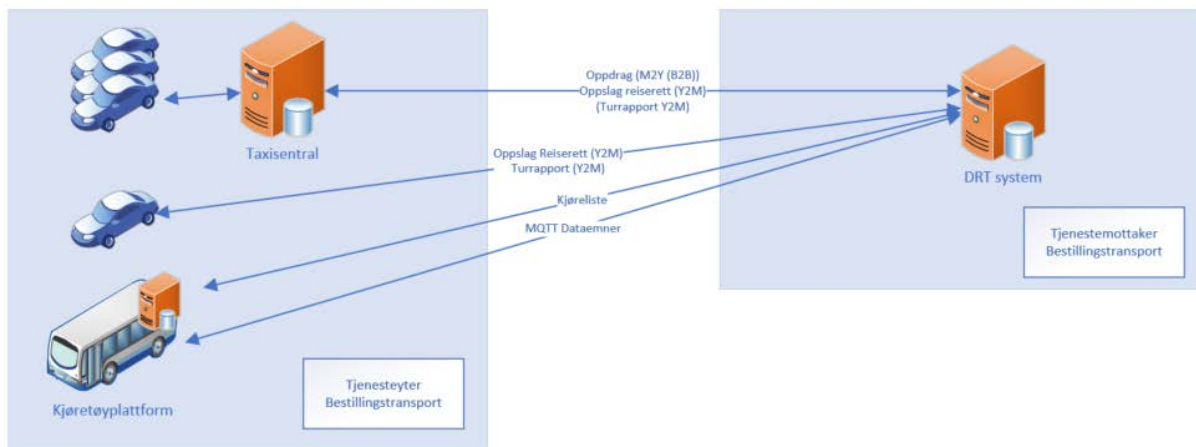 Oppdrag (M2Y (B2B))
Oppslag reiserett (Y2M)
(Turrapport Y2M)
Taxisentral
DRT system
Oppslag Reiserett (Y2M)
Turrapport (Y2M)
Kjøreliste
MQTT Dataemner
Tjenestemottaker
Bestillingstransport
Tjenesteyter
Bestillingstransport
Kjøretøyplattform